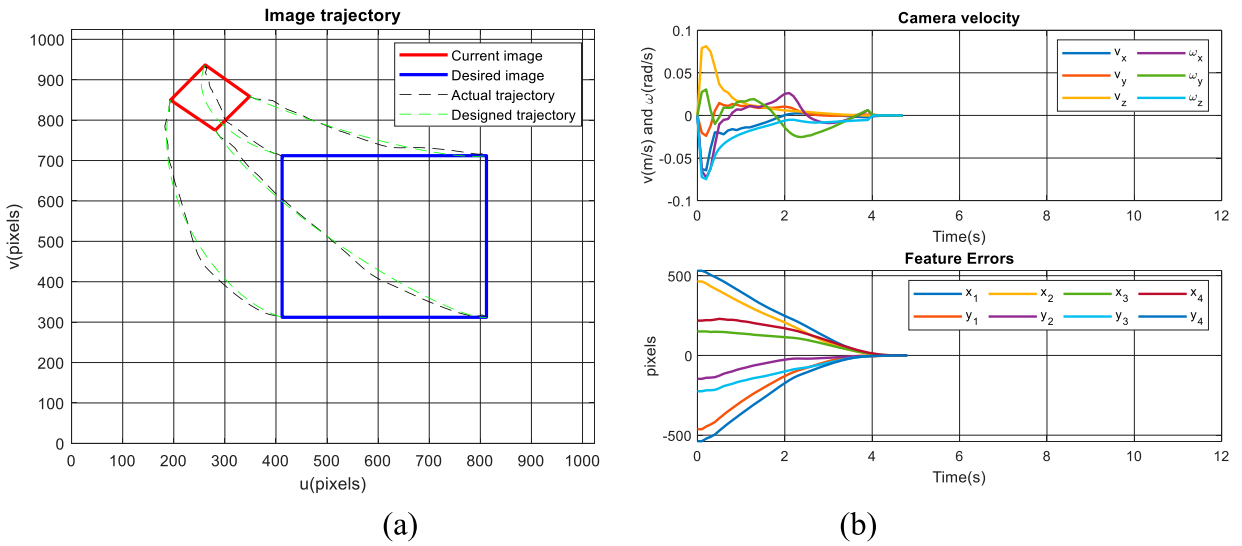 Image trajectory
1000
900
800
700
600
500
400
300
200
100
0
v(pixels)
0 100 200 300 400 500 600 700 800 900 1000
u(pixels)
Current image
Desired image
Actual trajectory
Designed trajectory
(a)
Camera velocity
0.1
0.05
0
-0.05
-0.1
v(m/s) and ω(rad/s)
v_x ω_x
v_y ω_y
v_z ω_z
0 2 4 6 8 10 12
Time(s)
Feature Errors
500
0
-500
pixels
x_1 x_2 x_3 x_4
y_1 y_2 y_3 y_4
0 2 4 6 8 10 12
Time(s)
(b)